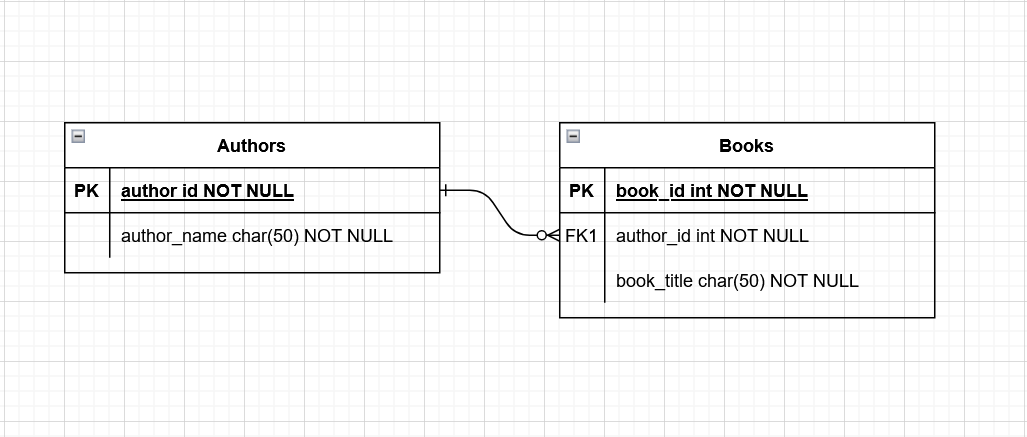 Authors
PK author id NOT NULL
author_name char(50) NOT NULL
Books
PK book_id int NOT NULL
FK1 author_id int NOT NULL
book_title char(50) NOT NULL